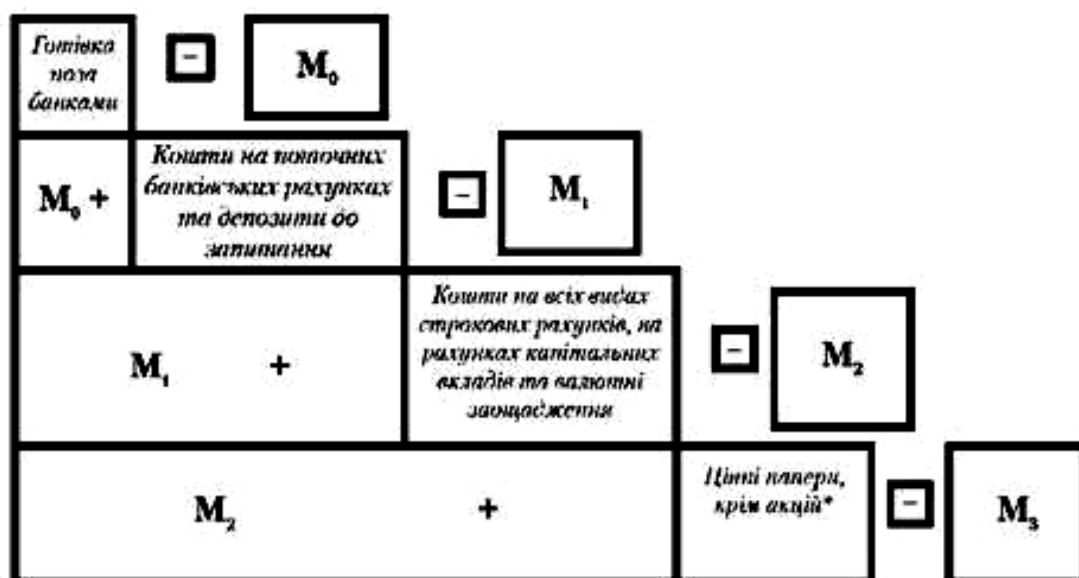 Готівка
поза
банками
–
M₀
M₀ +
Кошти на поточних
банківських рахунках
та депозити до
запитання
–
M₁
M₁ +
Кошти на всіх видах
строкових рахунків, на
рахунках капітальних
вкладів та валютні
заощадження
–
M₂
M₂ +
Цінні папери,
крім акцій*
–
M₃